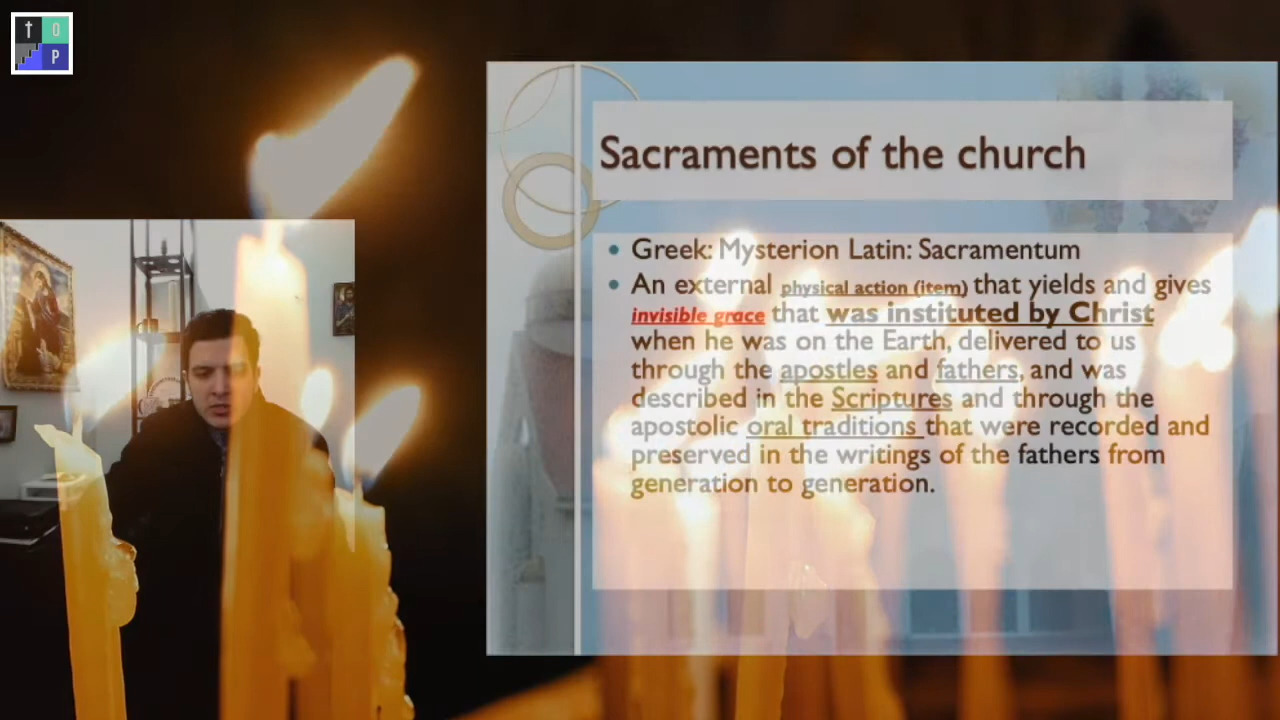 † O
P
Sacraments of the church
Greek: Mysterion Latin: Sacramentum
An external physical action (item) that yields and gives
invisible grace that was instituted by Christ
when he was on the Earth, delivered to us
through the apostles and fathers, and was
described in the Scriptures and through the
apostolic oral traditions that were recorded and
preserved in the writings of the fathers from
generation to generation.